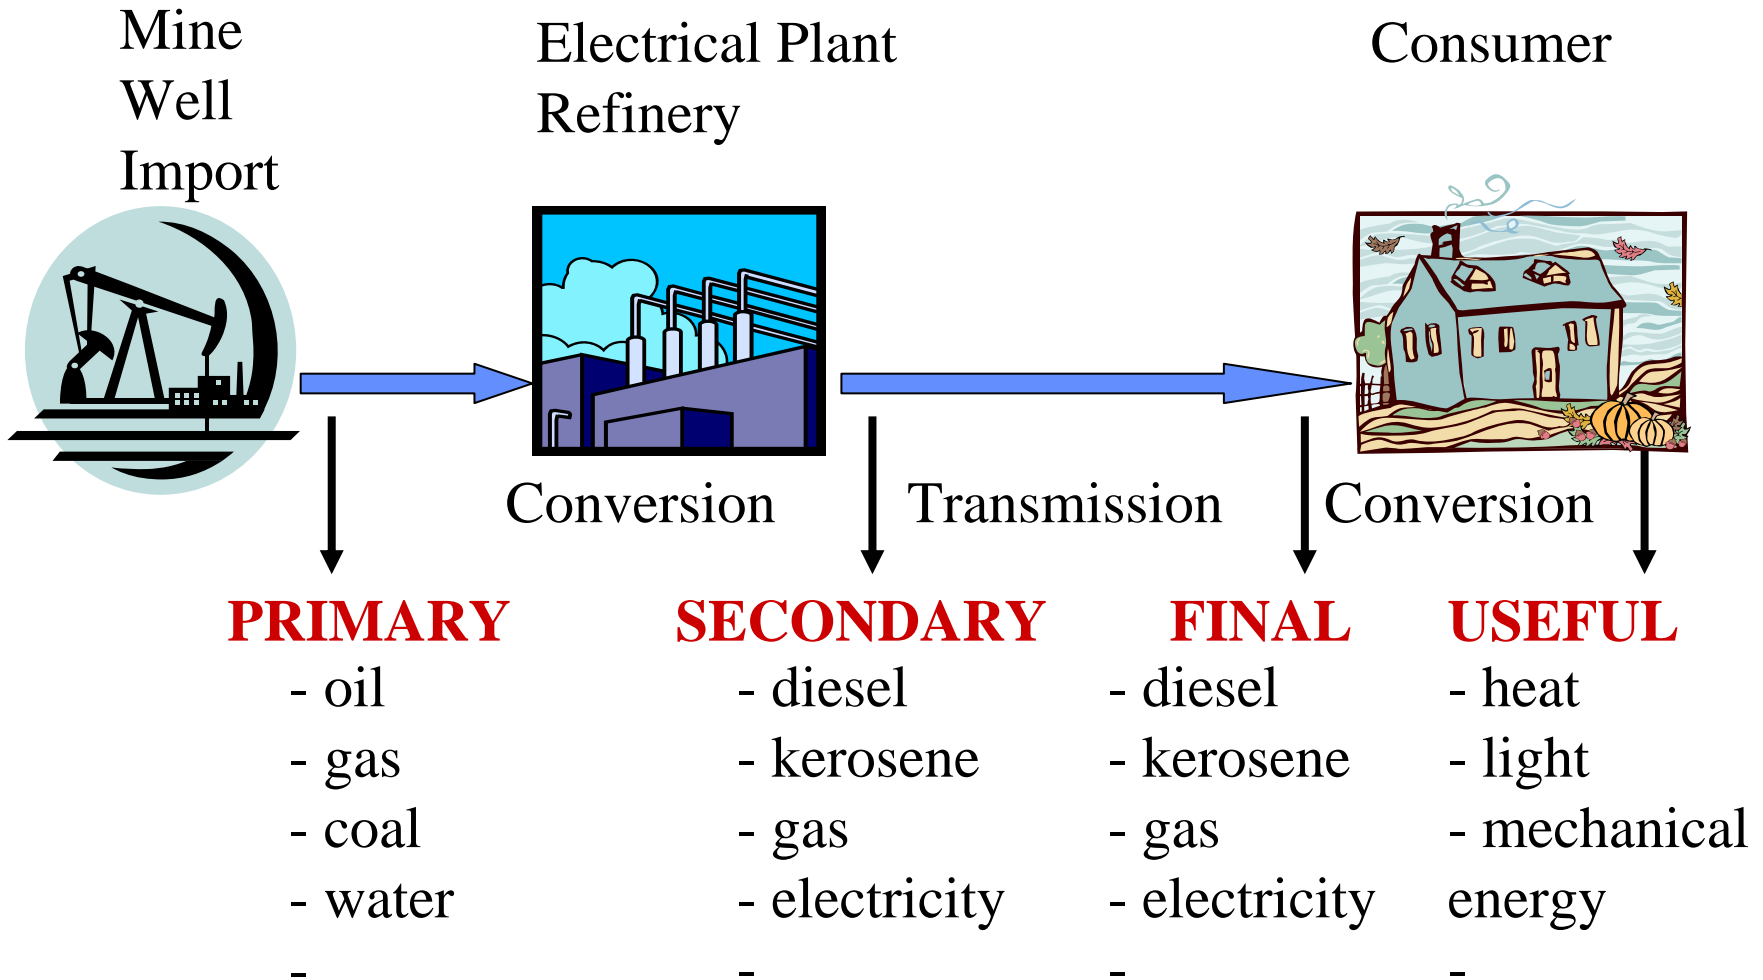 Mine
Well
Import
Electrical Plant
Refinery
Consumer
Conversion
Transmission
Conversion
PRIMARY
- oil
- gas
- coal
- water
-
SECONDARY
- diesel
- kerosene
- gas
- electricity
-
FINAL
- diesel
- kerosene
- gas
- electricity
-
USEFUL
- heat
- light
- mechanical
energy
-